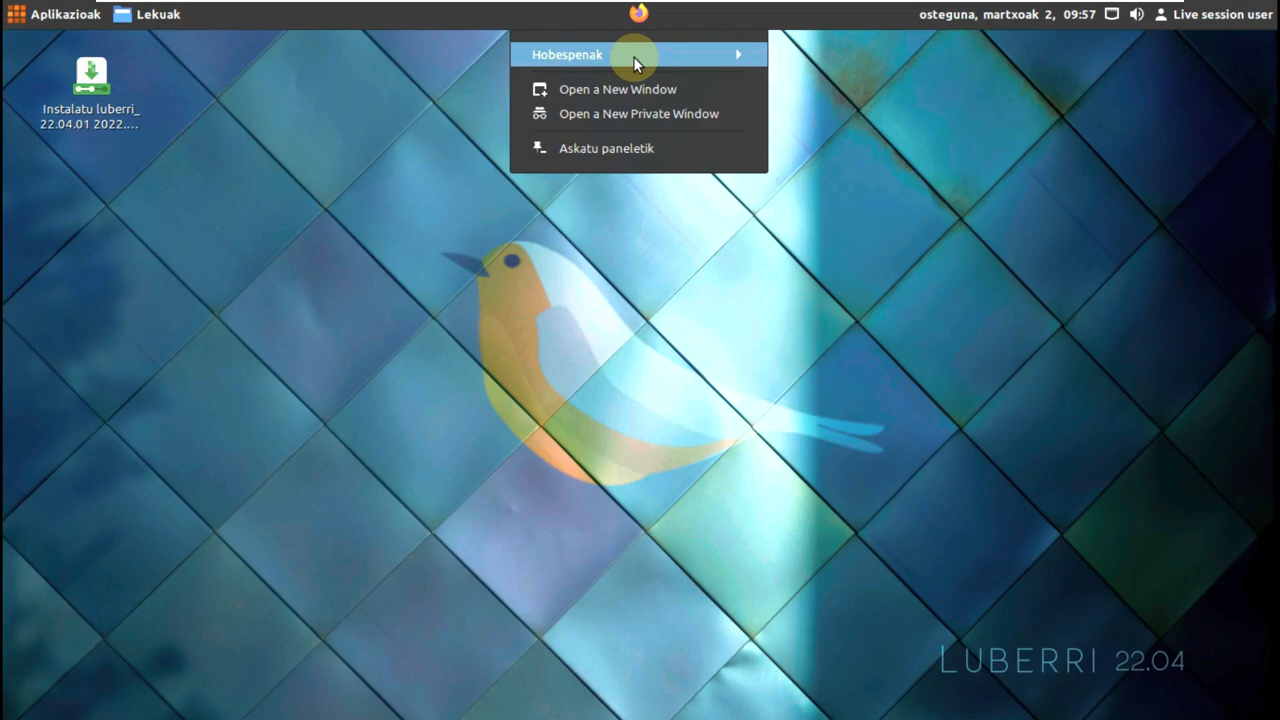 Aplikazioak
Lekuak
osteguna, martxoak 2, 09:57
Live session user
Instalatu luberri_
22.04.01 2022....
Hobespenak
Open a New Window
Open a New Private Window
Askatu paneletik
LUBERRI 22.04